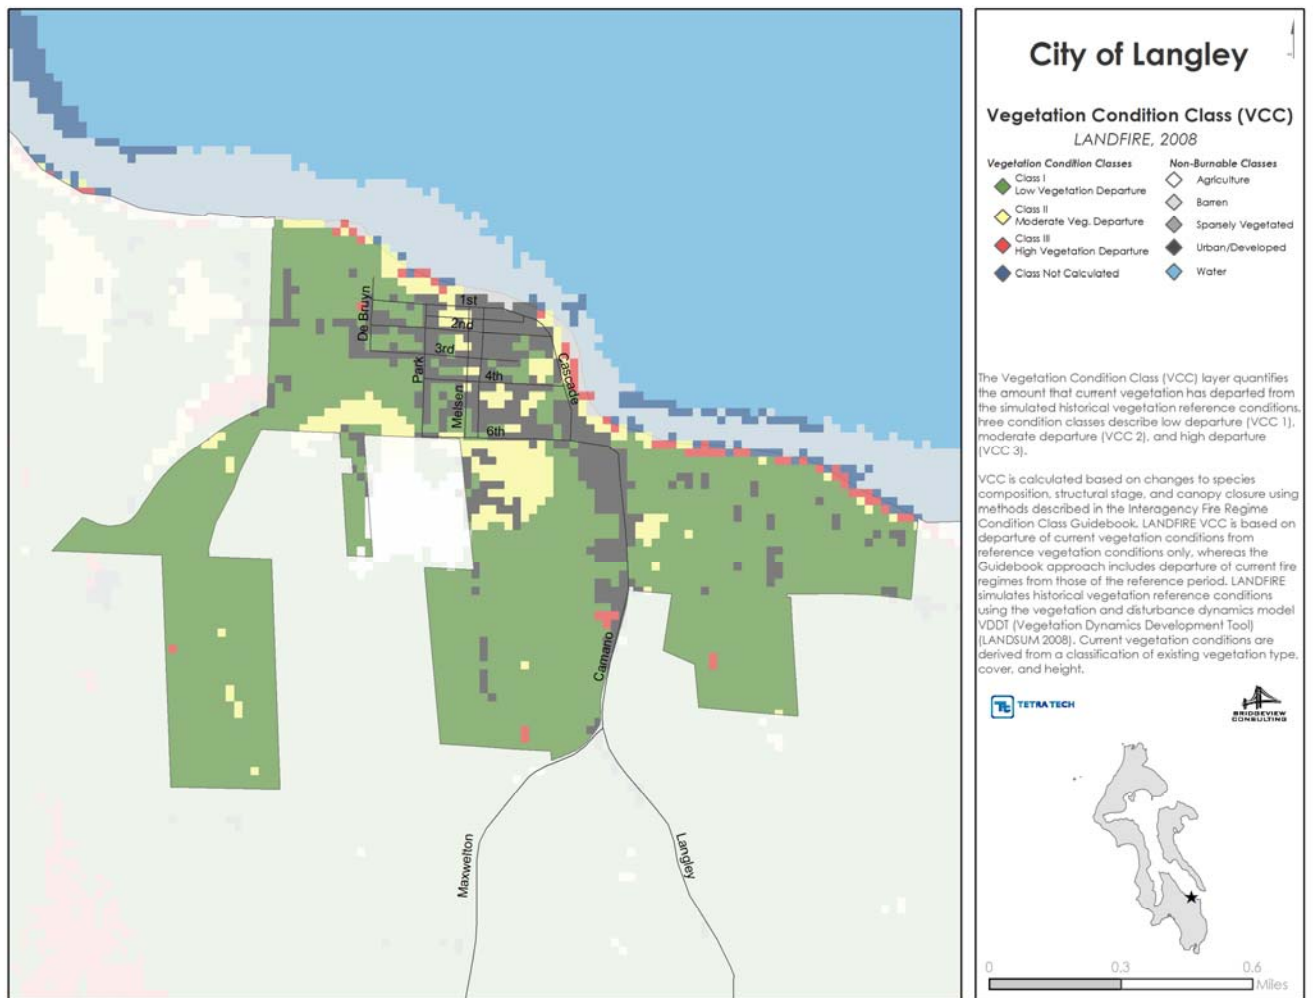 City of Langley
Vegetation Condition Class (VCC)
LANDFIRE, 2008
Vegetation Condition Classes
Class I
Low Vegetation Departure
Class II
Moderate Veg. Departure
Class III
High Vegetation Departure
Class Not Calculated
Non-Burnable Classes
Agriculture
Barren
Sparsely Vegetated
Urban/Developed
Water
The Vegetation Condition Class (VCC) layer quantifies
the amount that current vegetation has departed from
the simulated historical vegetation reference conditions.
hree condition classes describe low departure (VCC 1),
moderate departure (VCC 2), and high departure
(VCC 3).
VCC is calculated based on changes to species
composition, structural stage, and canopy closure using
methods described in the Interagency Fire Regime
Condition Class Guidebook. LANDFIRE VCC is based on
departure of current vegetation conditions from
reference vegetation conditions only, whereas the
Guidebook approach includes departure of current fire
regimes from those of the reference period. LANDFIRE
simulates historical vegetation reference conditions
using the vegetation and disturbance dynamics model
VDDT (Vegetation Dynamics Development Tool)
(LANDSUM 2008). Current vegetation conditions are
derived from a classification of existing vegetation type,
cover, and height.
TETRA TECH
BRIDGEVIEW
CONSULTING
0 0.3 0.6
Miles
De Bruyn
1st
2nd
3rd
Park
4th
Cascade
Melsen
6th
Camano
Maxwelton
Langley